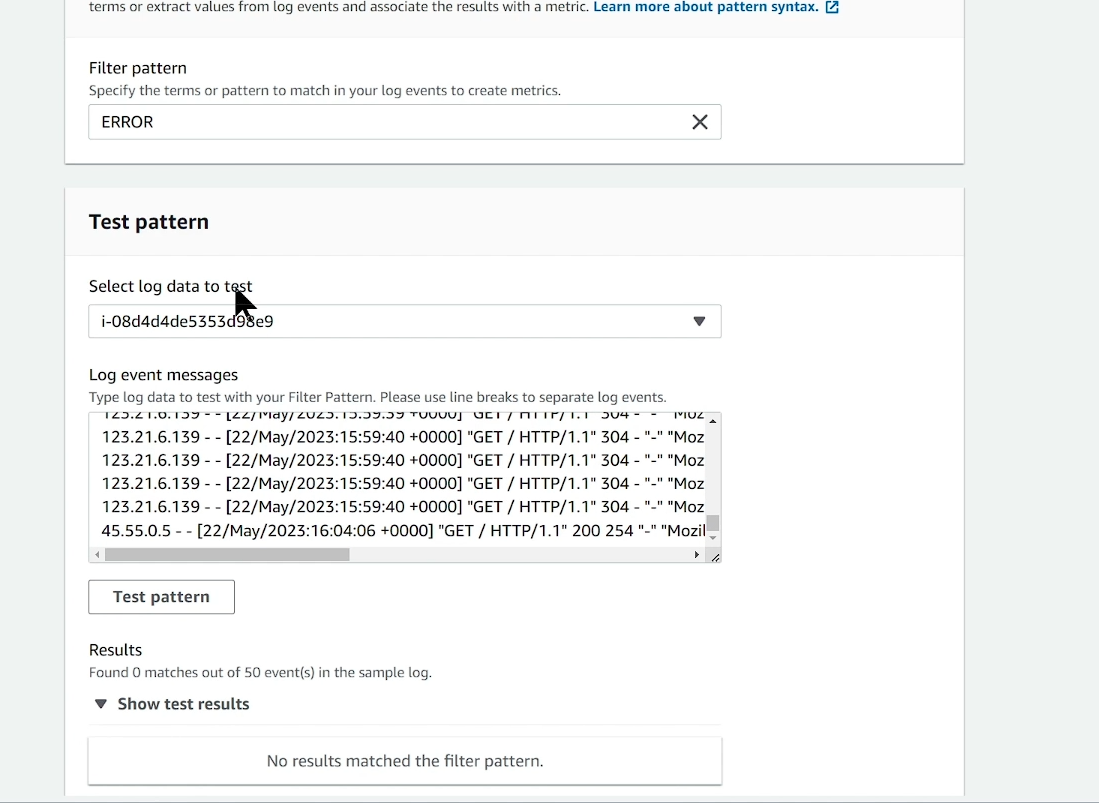 terms or extract values from log events and associate the results with a metric. Learn more about pattern syntax.
Filter pattern
Specify the terms or pattern to match in your log events to create metrics.
ERROR
Test pattern
Select log data to test
i-08d4d4de5353d98e9
Log event messages
Type log data to test with your Filter Pattern. Please use line breaks to separate log events.
123.21.6.139 - - [22/May/2023:15:59:39 +0000] "GET / HTTP/1.1" 304 - "-" "Moz
123.21.6.139 - - [22/May/2023:15:59:40 +0000] "GET / HTTP/1.1" 304 - "-" "Moz
123.21.6.139 - - [22/May/2023:15:59:40 +0000] "GET / HTTP/1.1" 304 - "-" "Moz
123.21.6.139 - - [22/May/2023:15:59:40 +0000] "GET / HTTP/1.1" 304 - "-" "Moz
123.21.6.139 - - [22/May/2023:15:59:40 +0000] "GET / HTTP/1.1" 304 - "-" "Moz
45.55.0.5 - - [22/May/2023:16:04:06 +0000] "GET / HTTP/1.1" 200 254 "-" "Mozil
Test pattern
Results
Found 0 matches out of 50 event(s) in the sample log.
Show test results
No results matched the filter pattern.